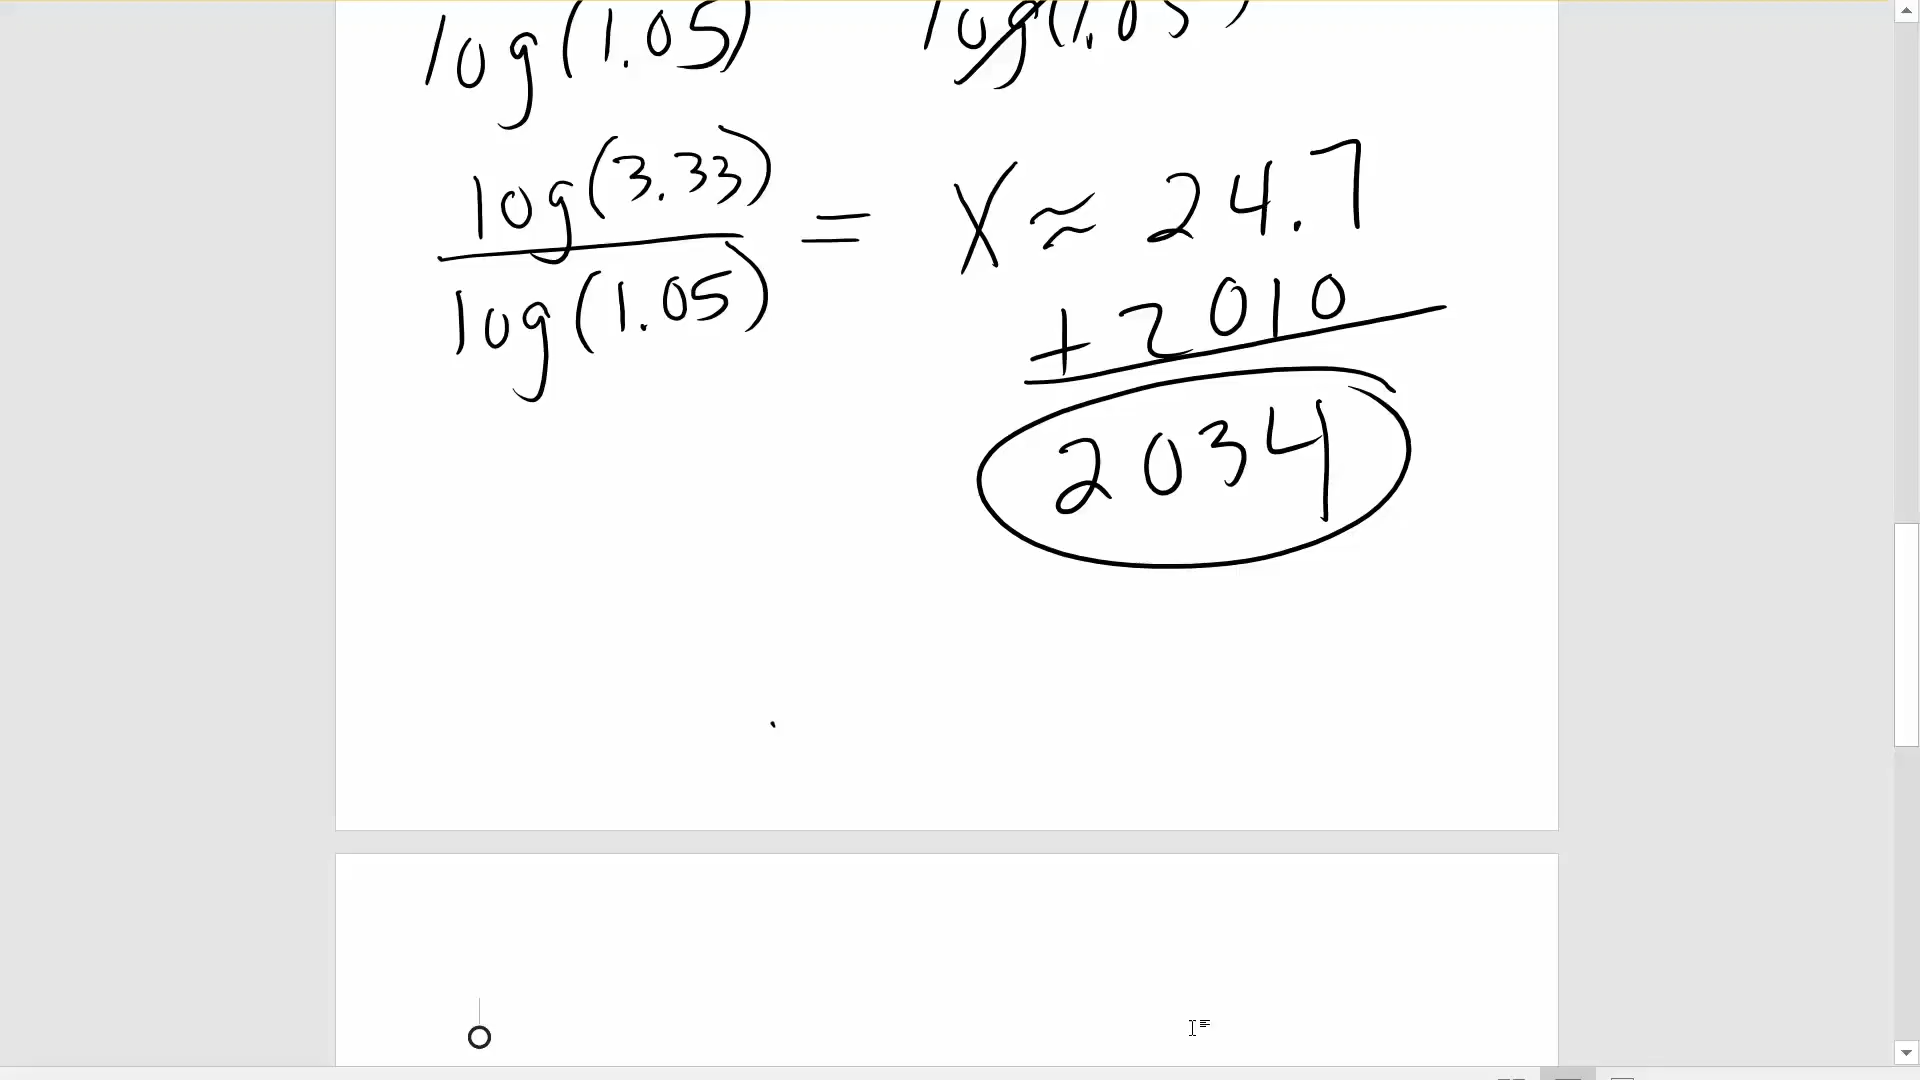 log(1.05) log(1.05)
log(3.33)
log(1.05)
= X ≈ 24.7
+ 2010
2034